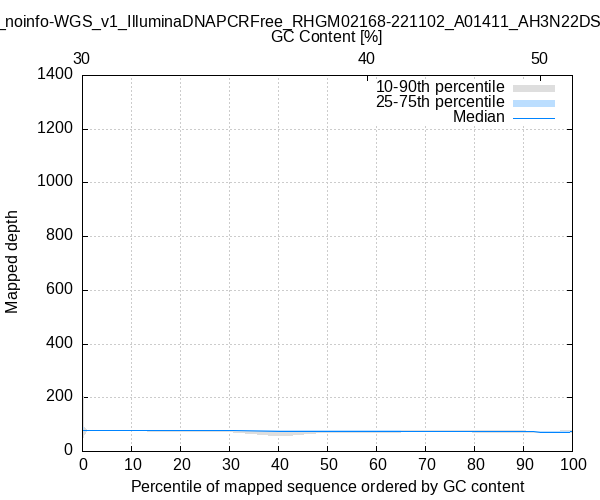 _noinfo-WGS_v1_IlluminaDNAPCRFree_RHGM02168-221102_A01411_AH3N22DS
GC Content [%]
30 40 50
1400
10-90th percentile
25-75th percentile
Median
1200
1000
800
600
400
200
0
Mapped depth
0 10 20 30 40 50 60 70 80 90 100
Percentile of mapped sequence ordered by GC content